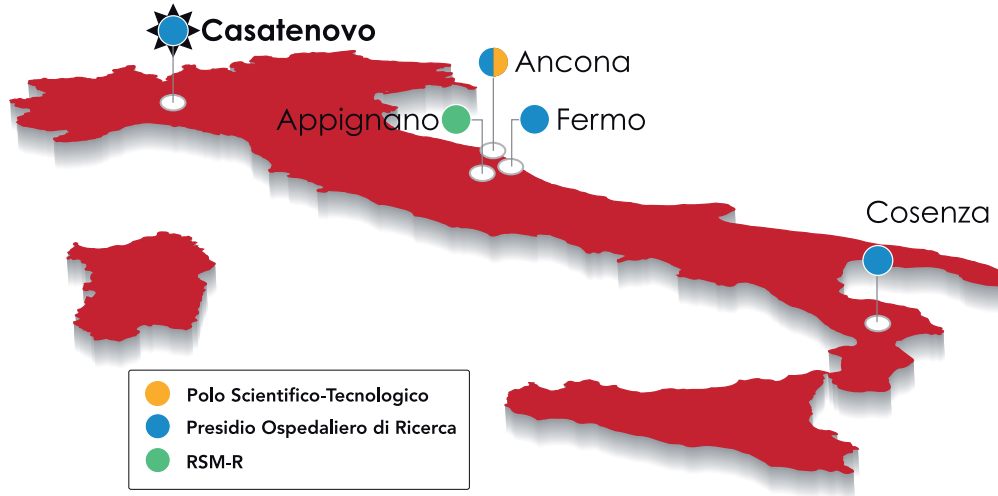 Casatenovo
Ancona
Appignano
Fermo
Cosenza
Polo Scientifico-Tecnologico
Presidio Ospedaliero di Ricerca
RSM-R